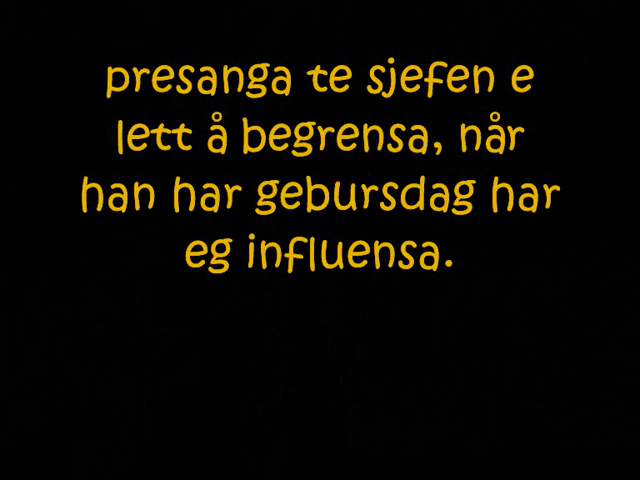 presanga te sjefen e
lett å begrensa, når
han har gebursdag har
eg influensa.